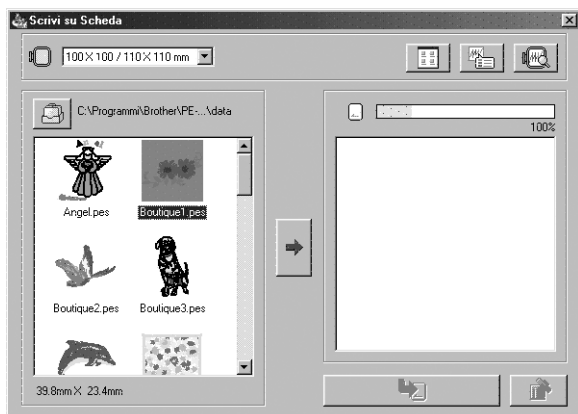 Scrivi su Scheda
100 X 100 / 110 X 110 mm
C:\Programmi\Brother\PE-...\data
100%
Angel.pes
Boutique1.pes
Boutique2.pes
Boutique3.pes
39.8mm X 23.4mm